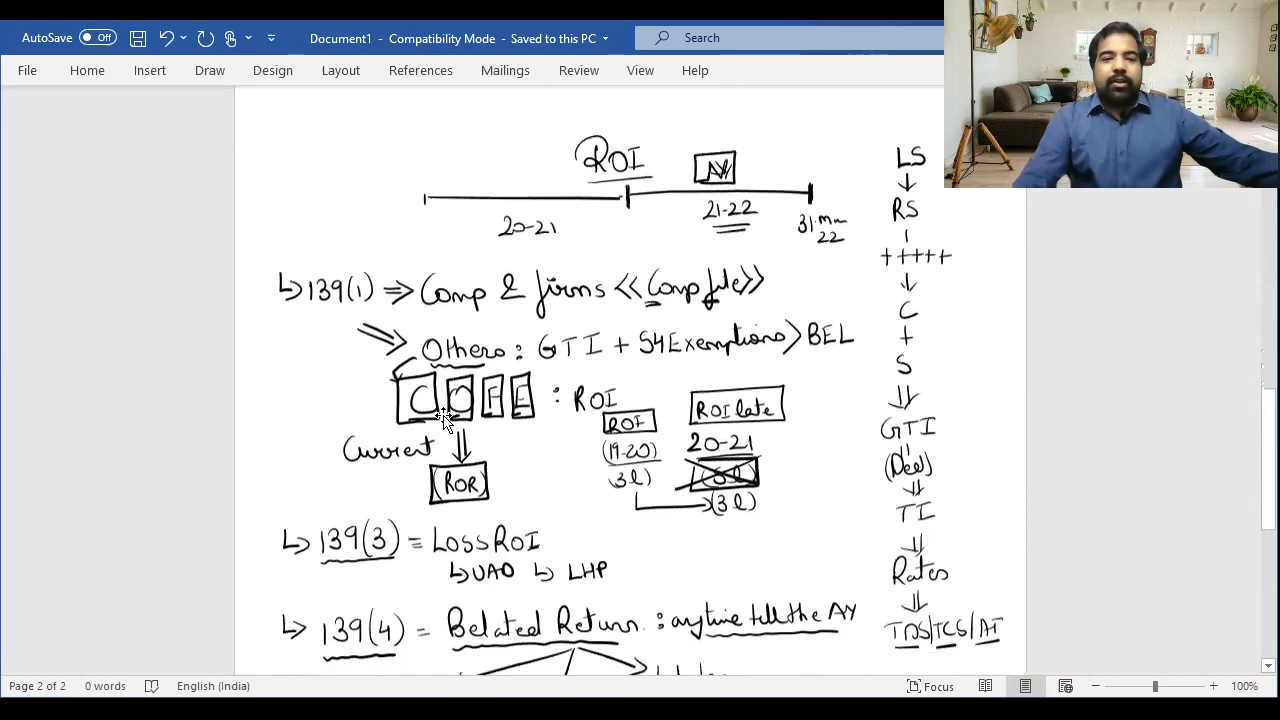 AutoSave Off Document1 - Compatibility Mode - Saved to this PC Search
File Home Insert Draw Design Layout References Mailings Review View Help
ROI
AY
20-21 21-22 31 Mar 22
↳ 139(1) ⇒ Comp & firms << Comp file >>
⇒ Others : GTI + 54Exemptions > BEL
C O F E : ROI
Current ⇓ (ROR)
ROI
(19-20)
(3l)
ROI late
20-21
(3l)
↳ 139(3) = Loss ROI
↳ UAD ↳ LHP
↳ 139(4) = Belated Return : anytime till the AY
LS
↓
RS
+++++
↓
C
+
S
⇓
GTI
(Ded)
⇓
TI
⇓
Rates
⇓
TDS/TCS/AT
Page 2 of 2 0 words English (India) Focus 100%